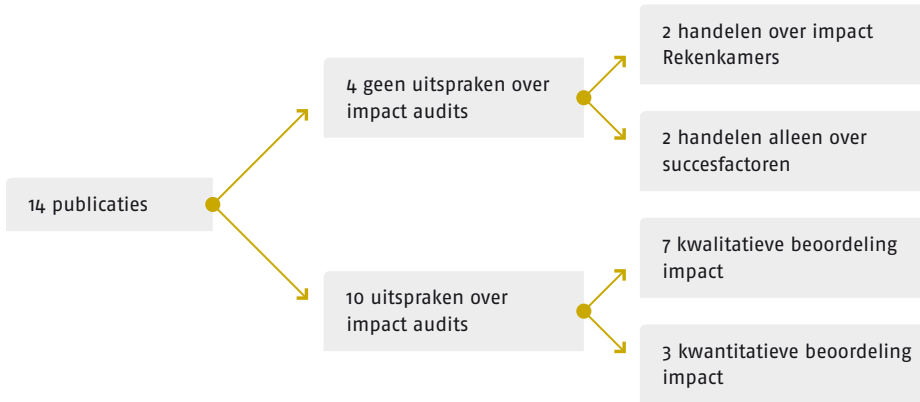 2 handelen over impact
Rekenkamers
4 geen uitspraken over
impact audits
2 handelen alleen over
succesfactoren
14 publicaties
7 kwalitatieve beoordeling
impact
10 uitspraken over
impact audits
3 kwantitatieve beoordeling
impact